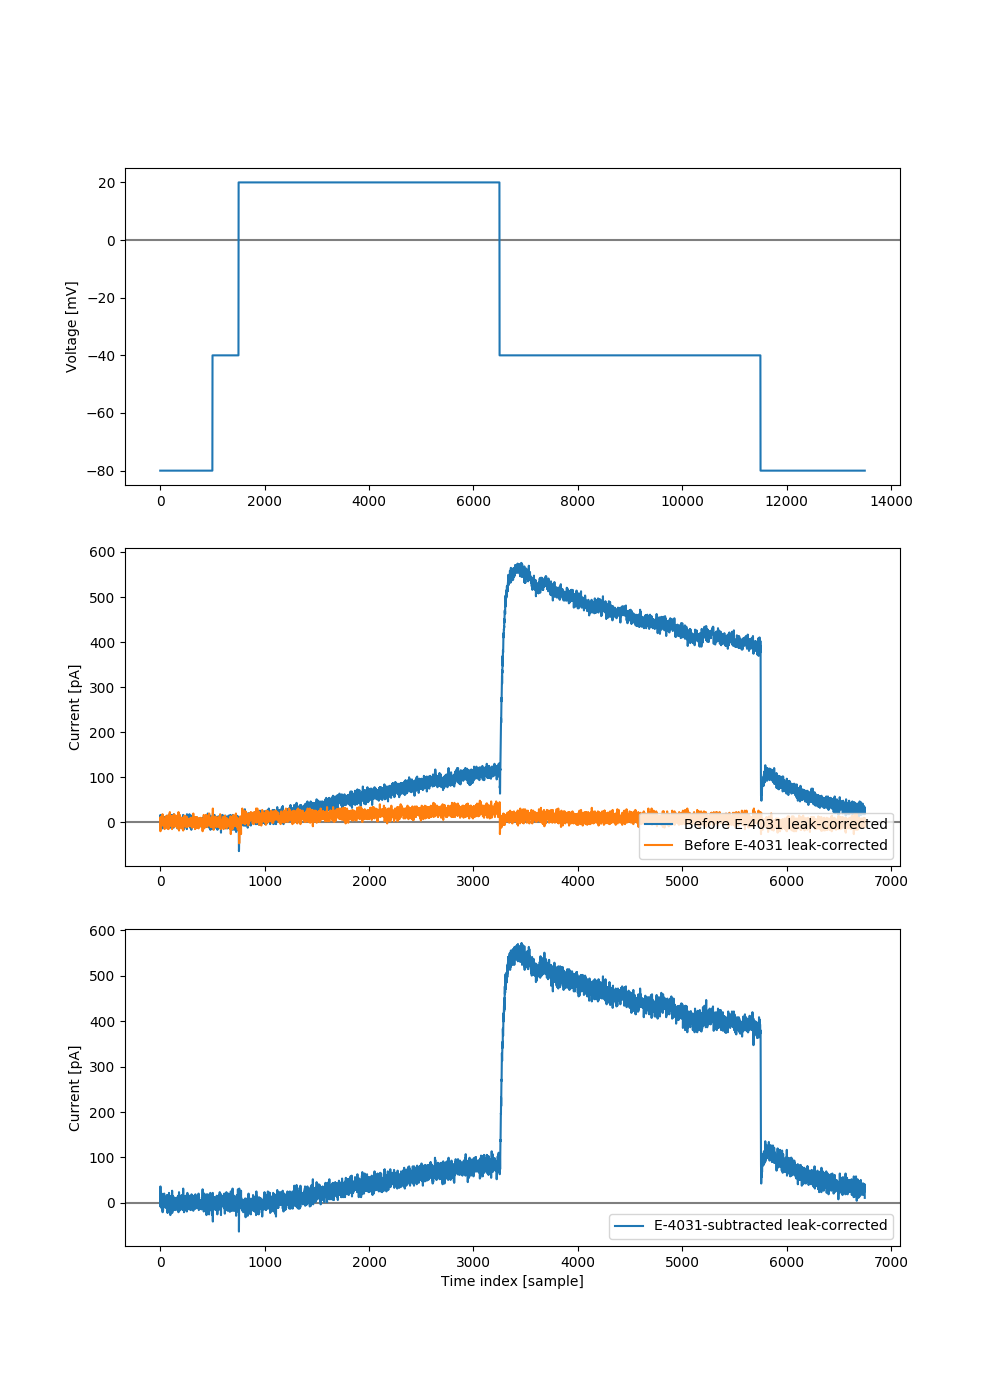 20
0
−20
−40
−60
−80
Voltage [mV]
0 2000 4000 6000 8000 10000 12000 14000
600
500
400
300
200
100
0
Current [pA]
Before E-4031 leak-corrected
Before E-4031 leak-corrected
0 1000 2000 3000 4000 5000 6000 7000
600
500
400
300
200
100
0
Current [pA]
E-4031-subtracted leak-corrected
0 1000 2000 3000 4000 5000 6000 7000
Time index [sample]